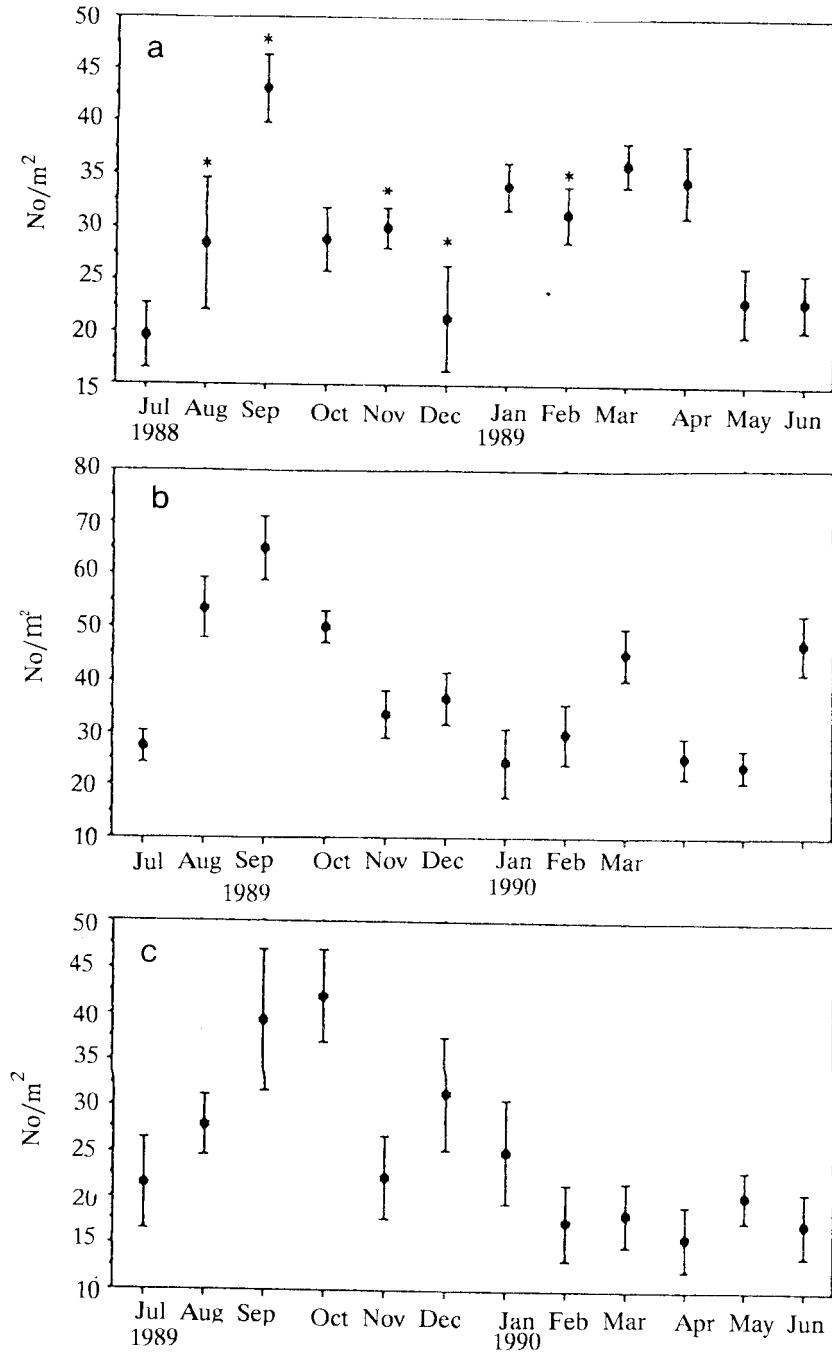 a
50
45
40
35
30
25
20
15
No/m²
* * * * *
Jul Aug Sep Oct Nov Dec Jan Feb Mar Apr May Jun
1988 1989
b
80
70
60
50
40
30
20
10
No/m²
Jul Aug Sep Oct Nov Dec Jan Feb Mar
1989 1990
c
50
45
40
35
30
25
20
15
10
No/m²
Jul Aug Sep Oct Nov Dec Jan Feb Mar Apr May Jun
1989 1990